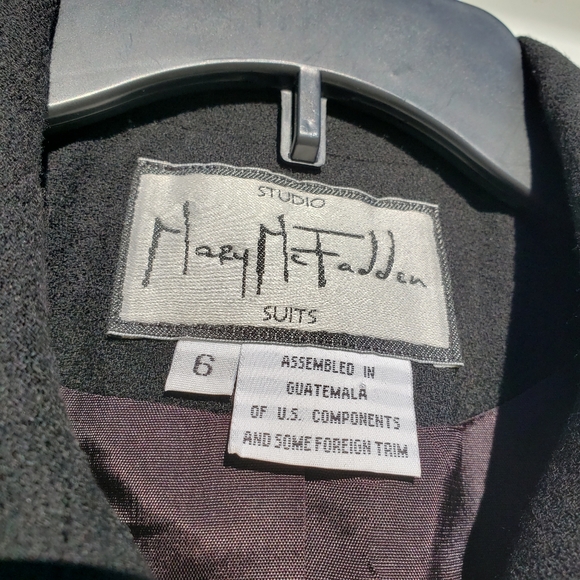 STUDIO
Mary McFadden
SUITS
6
ASSEMBLED IN
GUATEMALA
OF U.S. COMPONENTS
AND SOME FOREIGN TRIM